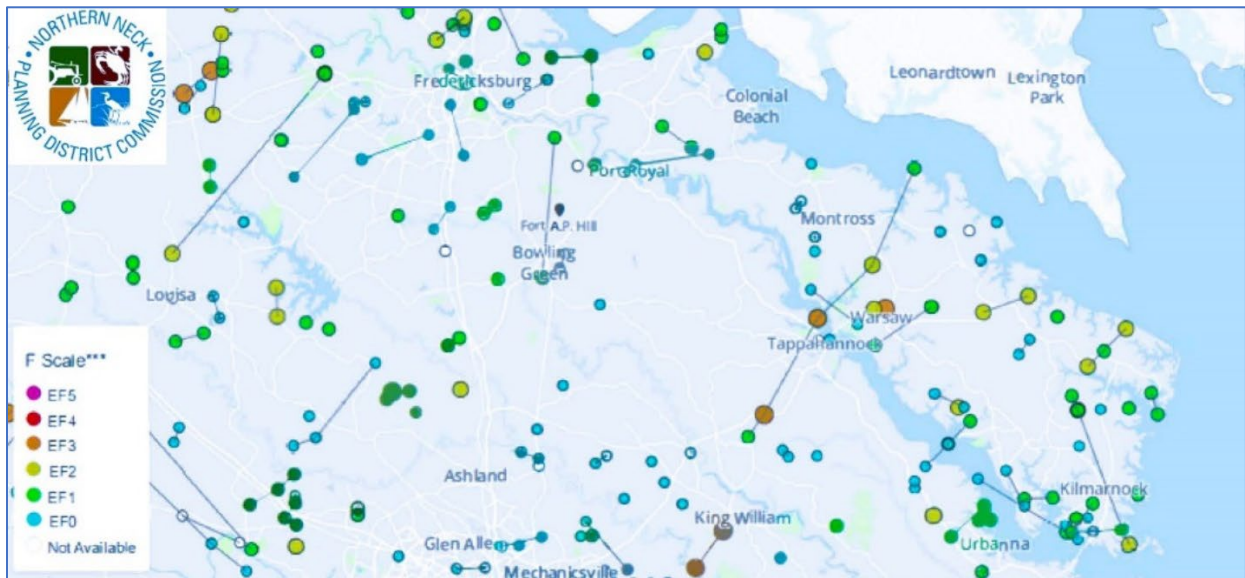 NORTHERN NECK
PLANNING DISTRICT COMMISSION
Leonardtown
Lexington
Park
Fredericksburg
Colonial
Beach
Port Royal
Montross
Fort A.P. Hill
Bowling
Green
Louisa
Warsaw
Tappahannock
F Scale***
EF5
EF4
EF3
EF2
EF1
EF0
Not Available
Ashland
Kilmarnock
King William
Glen Allen
Urbanna
Mechanicsville